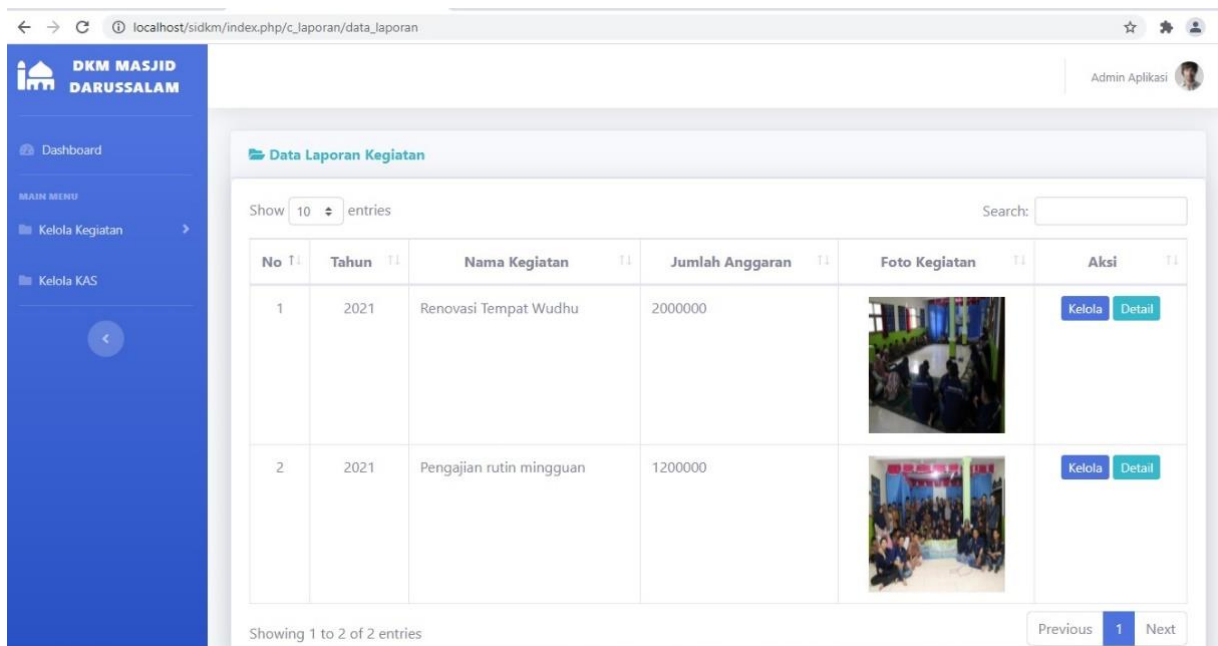 localhost/sidkm/index.php/c_laporan/data_laporan
DKM MASJID
DARUSSALAM
Admin Aplikasi
Dashboard
MAIN MENU
Kelola Kegiatan
Kelola KAS
Data Laporan Kegiatan
Show 10 entries
Search:
No Tahun Nama Kegiatan Jumlah Anggaran Foto Kegiatan Aksi
1 2021 Renovasi Tempat Wudhu 2000000 Kelola Detail
2 2021 Pengajian rutin mingguan 1200000 Kelola Detail
Showing 1 to 2 of 2 entries
Previous 1 Next